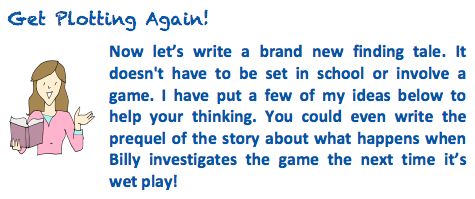 Get Plotting Again!
Now let's write a brand new finding tale. It
doesn't have to be set in school or involve a
game. I have put a few of my ideas below to
help your thinking. You could even write the
prequel of the story about what happens when
Billy investigates the game the next time it's
wet play!